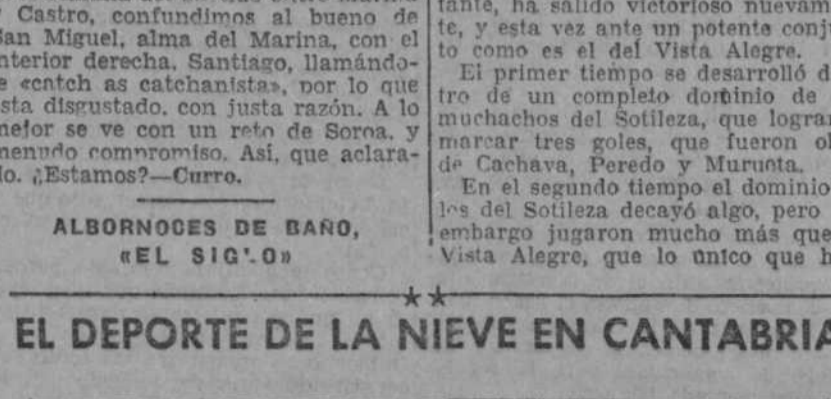 Castro, confundimos al bueno de
San Miguel, alma del Marina, con el
nterior derecha, Santiago, llamándo-
e «cntch as catchanista», por lo que
sta disgustado, con justa razón. A lo
mejor se ve con un reto de Soroa, y
menudo compromiso. Así, que aclara-
do. ¿Estamos?—Curro.
ALBORNOCES DE BAÑO,
«EL SIGLO»
tante, ha salido victorioso nuevam
te, y esta vez ante un potente conju
to como es el del Vista Alegre.
El primer tiempo se desarrolló d
tro de un completo dominio de
muchachos del Sotileza, que lograr
marcar tres goles, que fueron ob
de Cachava, Peredo y Murueta.
En el segundo tiempo el dominio
los del Sotileza decayó algo, pero
embargo jugaron mucho más que
Vista Alegre, que lo único que h
EL DEPORTE DE LA NIEVE EN CANTABRIA